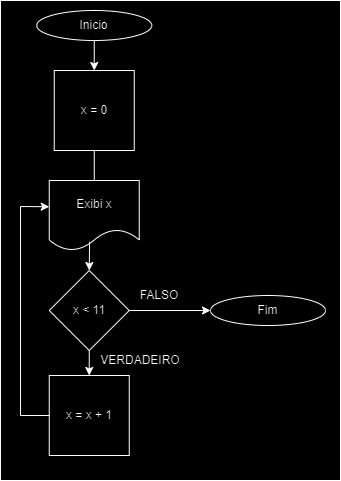 Inicio
x = 0
Exibi x
x < 11
FALSO
Fim
VERDADEIRO
x = x + 1